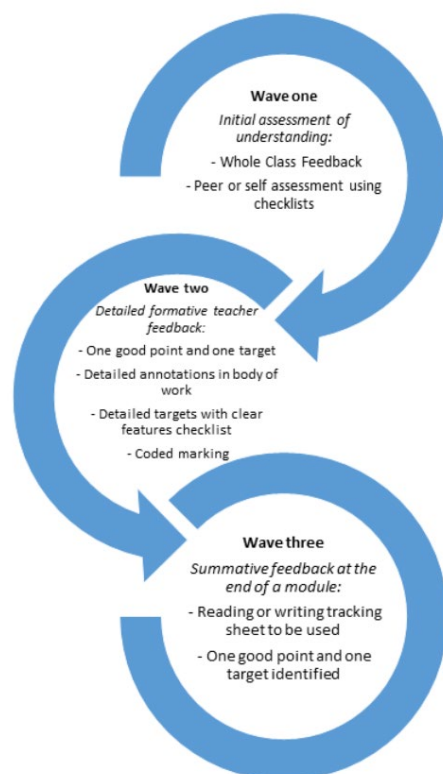 Wave one
Initial assessment of
understanding:
- Whole Class Feedback
- Peer or self assessment using
checklists
Wave two
Detailed formative teacher
feedback:
- One good point and one target
- Detailed annotations in body of
work
- Detailed targets with clear
features checklist
- Coded marking
Wave three
Summative feedback at the
end of a module:
- Reading or writing tracking
sheet to be used
- One good point and one
target identified